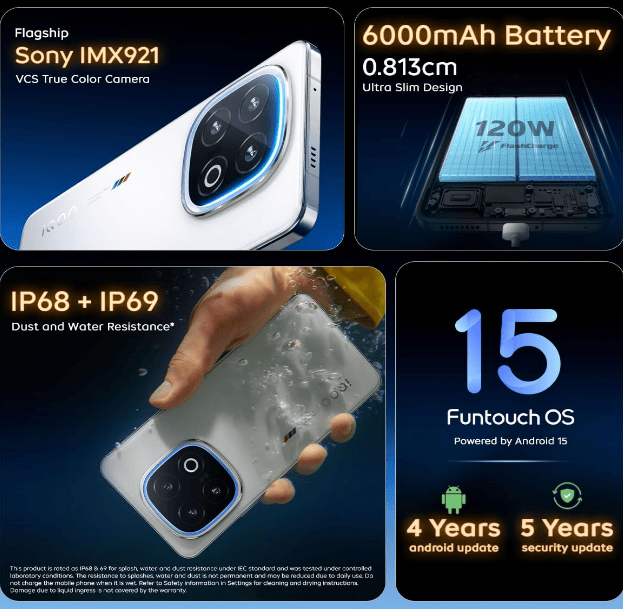 Flagship
Sony IMX921
VCS True Color Camera
iQOO
6000mAh Battery
0.813cm
Ultra Slim Design
120W
FlashCharge
IP68 + IP69
Dust and Water Resistance*
iQOO
This product is rated as IP68 & 69 for splash, water, and dust resistance under IEC standard and was tested under controlled
laboratory conditions. The resistance to splashes, water and dust is not permanent and may be reduced due to daily use. Do
not charge the mobile phone when it is wet. Refer to Safety information in Settings for cleaning and drying instructions.
Damage due to liquid ingress is not covered by the warranty.
15
Funtouch OS
Powered by Android 15
4 Years
android update
5 Years
security update